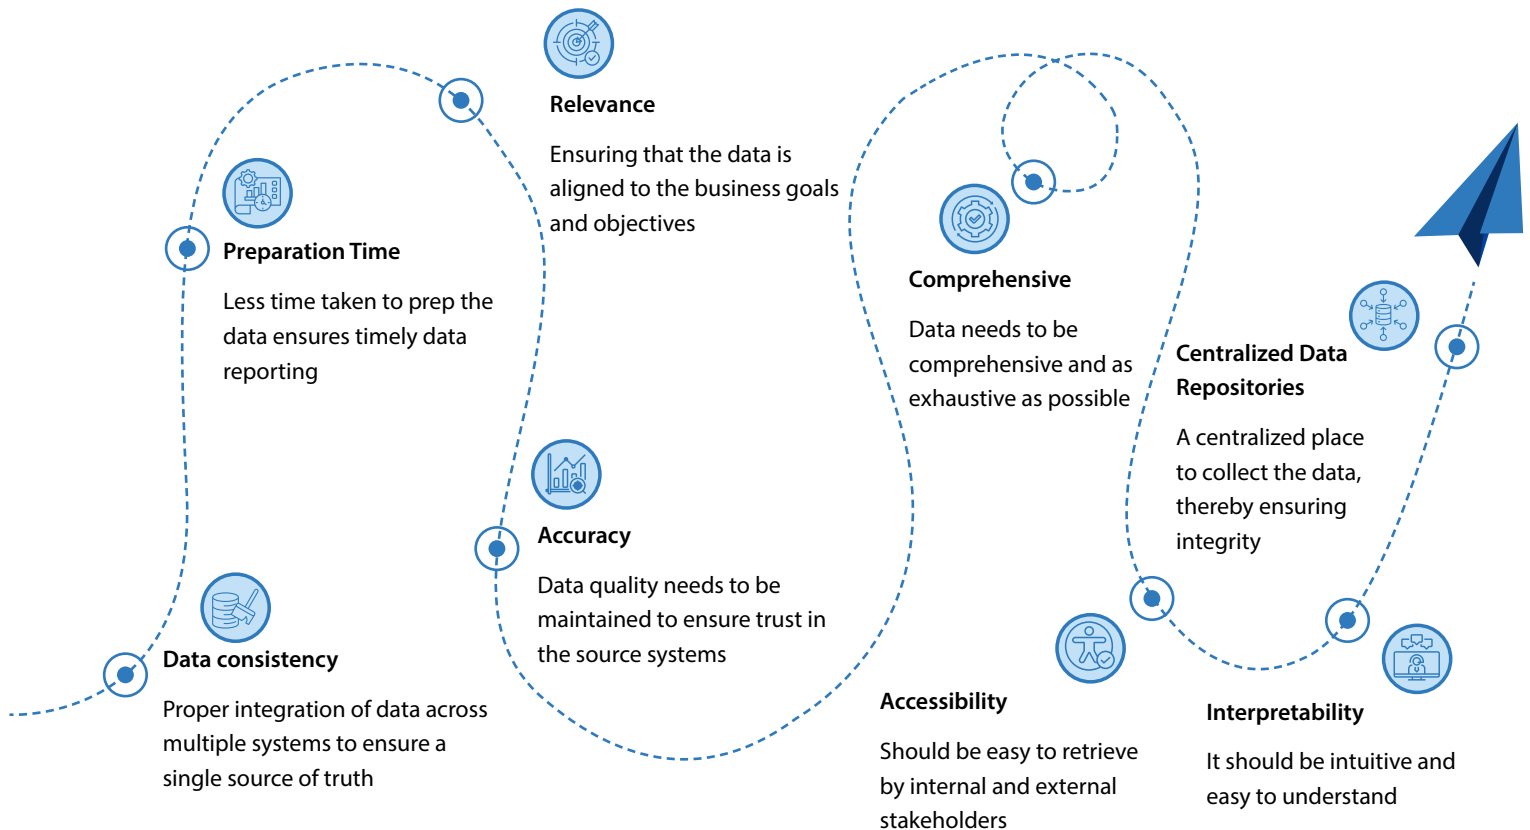 Relevance
Ensuring that the data is
aligned to the business goals
and objectives
Preparation Time
Less time taken to prep the
data ensures timely data
reporting
Comprehensive
Data needs to be
comprehensive and as
exhaustive as possible
Centralized Data
Repositories
A centralized place
to collect the data,
thereby ensuring
integrity
Accuracy
Data quality needs to be
maintained to ensure trust in
the source systems
Data consistency
Proper integration of data across
multiple systems to ensure a
single source of truth
Accessibility
Should be easy to retrieve
by internal and external
stakeholders
Interpretability
It should be intuitive and
easy to understand